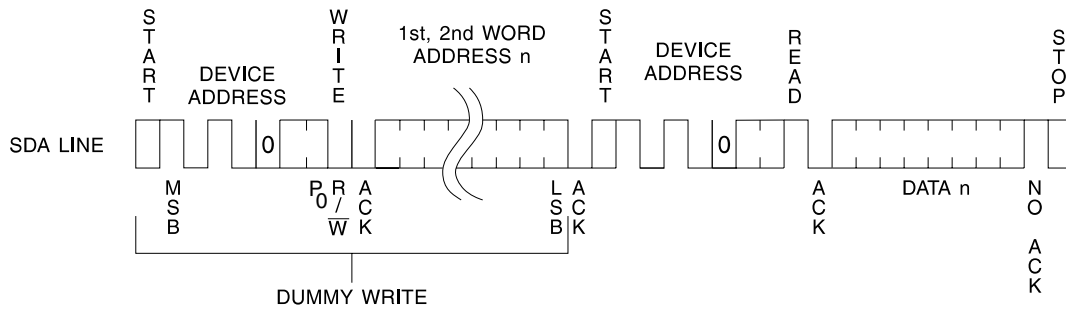 START
WRITE
1st, 2nd WORD
ADDRESS n
START
READ
STOP
DEVICE
ADDRESS
DEVICE
ADDRESS
SDA LINE
0
0
MSB
P0
R/W
ACK
LSB
ACK
ACK
DATA n
NO ACK
DUMMY WRITE